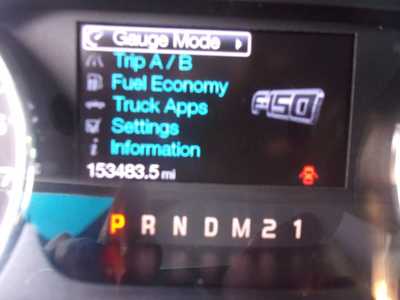 Gauge Mode
Trip A / B
Fuel Economy
Truck Apps
F150
Settings
Information
153483.5 mi
P R N D M 2 1